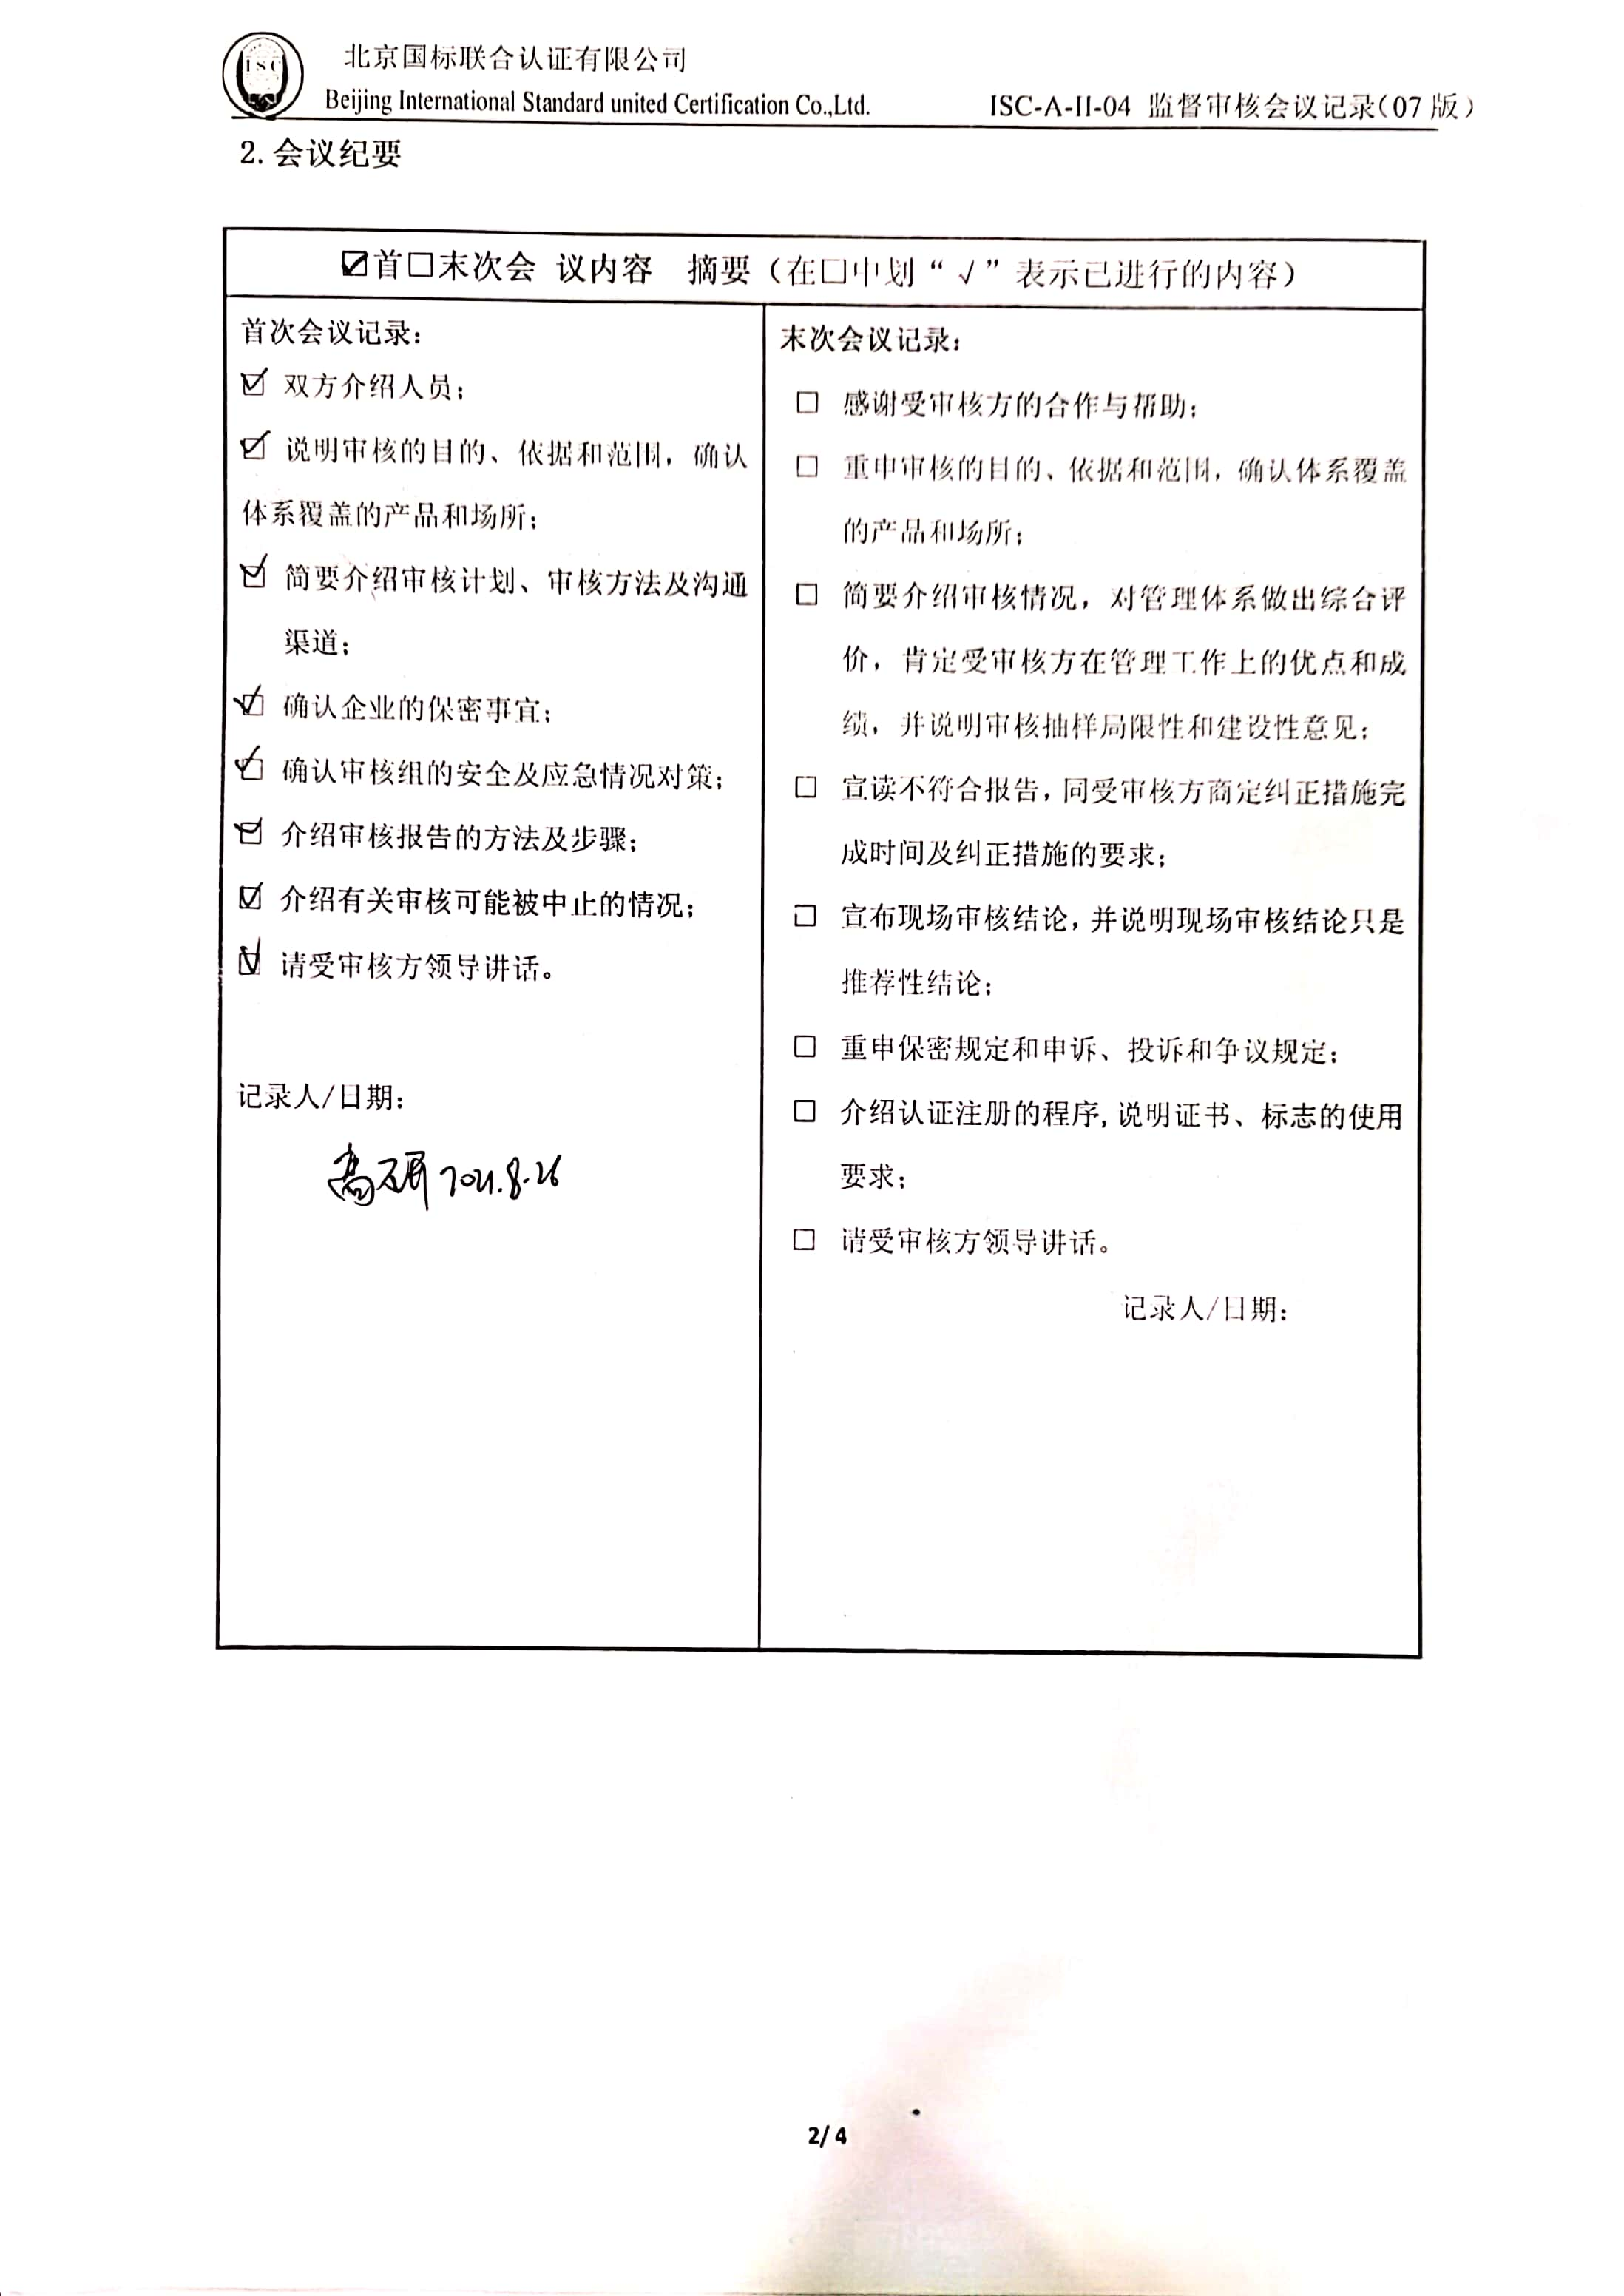 ISC
北京国标联合认证有限公司
Beijing International Standard united Certification Co.,Ltd.
ISC-A-II-04 监督审核会议记录(07版)
2.会议纪要
☑首□末次会 议内容 摘要(在□中划“√”表示已进行的内容)
首次会议记录:
☑ 双方介绍人员;
☑ 说明审核的目的、依据和范围,确认
体系覆盖的产品和场所;
☑ 简要介绍审核计划、审核方法及沟通
渠道;
☑ 确认企业的保密事宜;
☑ 确认审核组的安全及应急情况对策;
☑ 介绍审核报告的方法及步骤;
☑ 介绍有关审核可能被中止的情况;
☑ 请受审核方领导讲话。
记录人/日期:
高研 2021.8.26
末次会议记录:
□ 感谢受审核方的合作与帮助;
□ 重申审核的目的、依据和范围,确认体系覆盖
的产品和场所;
□ 简要介绍审核情况,对管理体系做出综合评
价,肯定受审核方在管理工作上的优点和成
绩,并说明审核抽样局限性和建设性意见;
□ 宣读不符合报告,同受审核方商定纠正措施完
成时间及纠正措施的要求;
□ 宣布现场审核结论,并说明现场审核结论只是
推荐性结论;
□ 重申保密规定和申诉、投诉和争议规定;
□ 介绍认证注册的程序,说明证书、标志的使用
要求;
□ 请受审核方领导讲话。
记录人/日期:
2/ 4